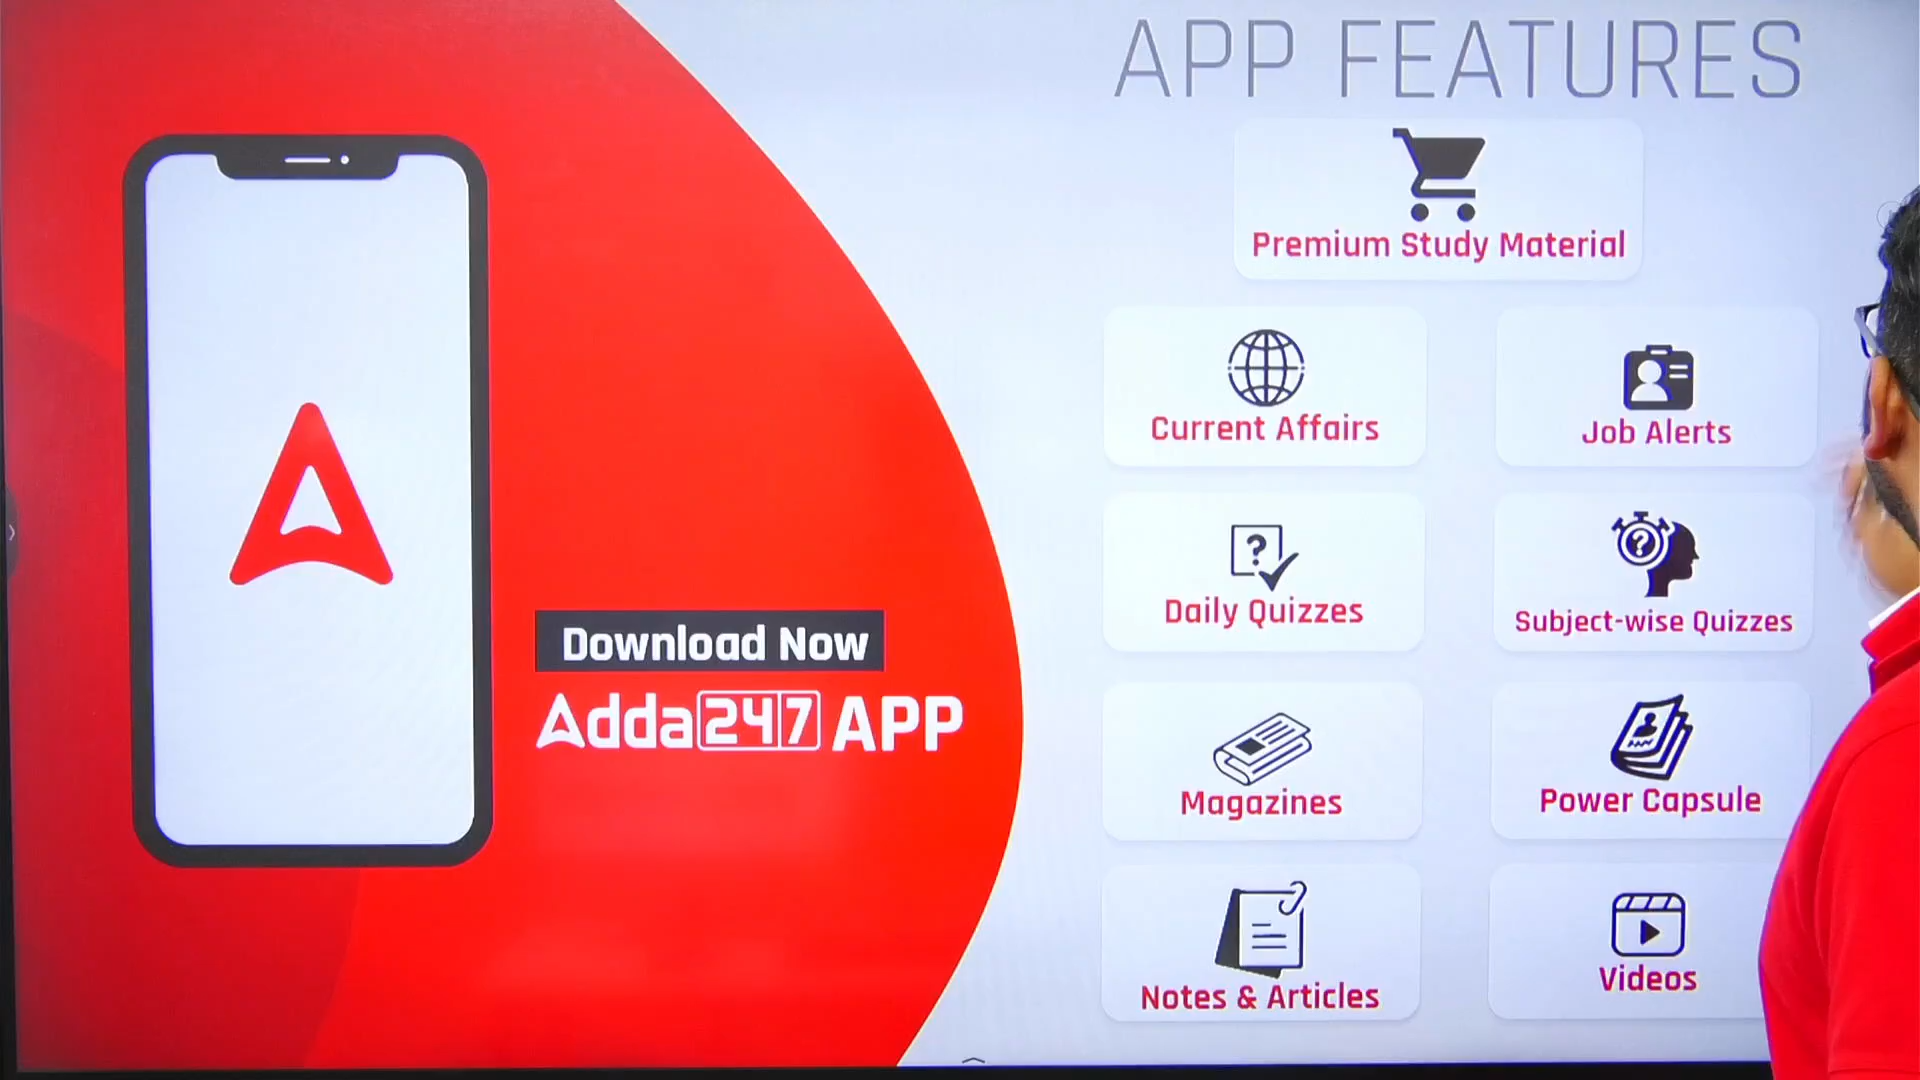 APP FEATURES
Premium Study Material
Current Affairs
Job Alerts
Daily Quizzes
Subject-wise Quizzes
Download Now
Adda247 APP
Magazines
Power Capsule
Notes & Articles
Videos